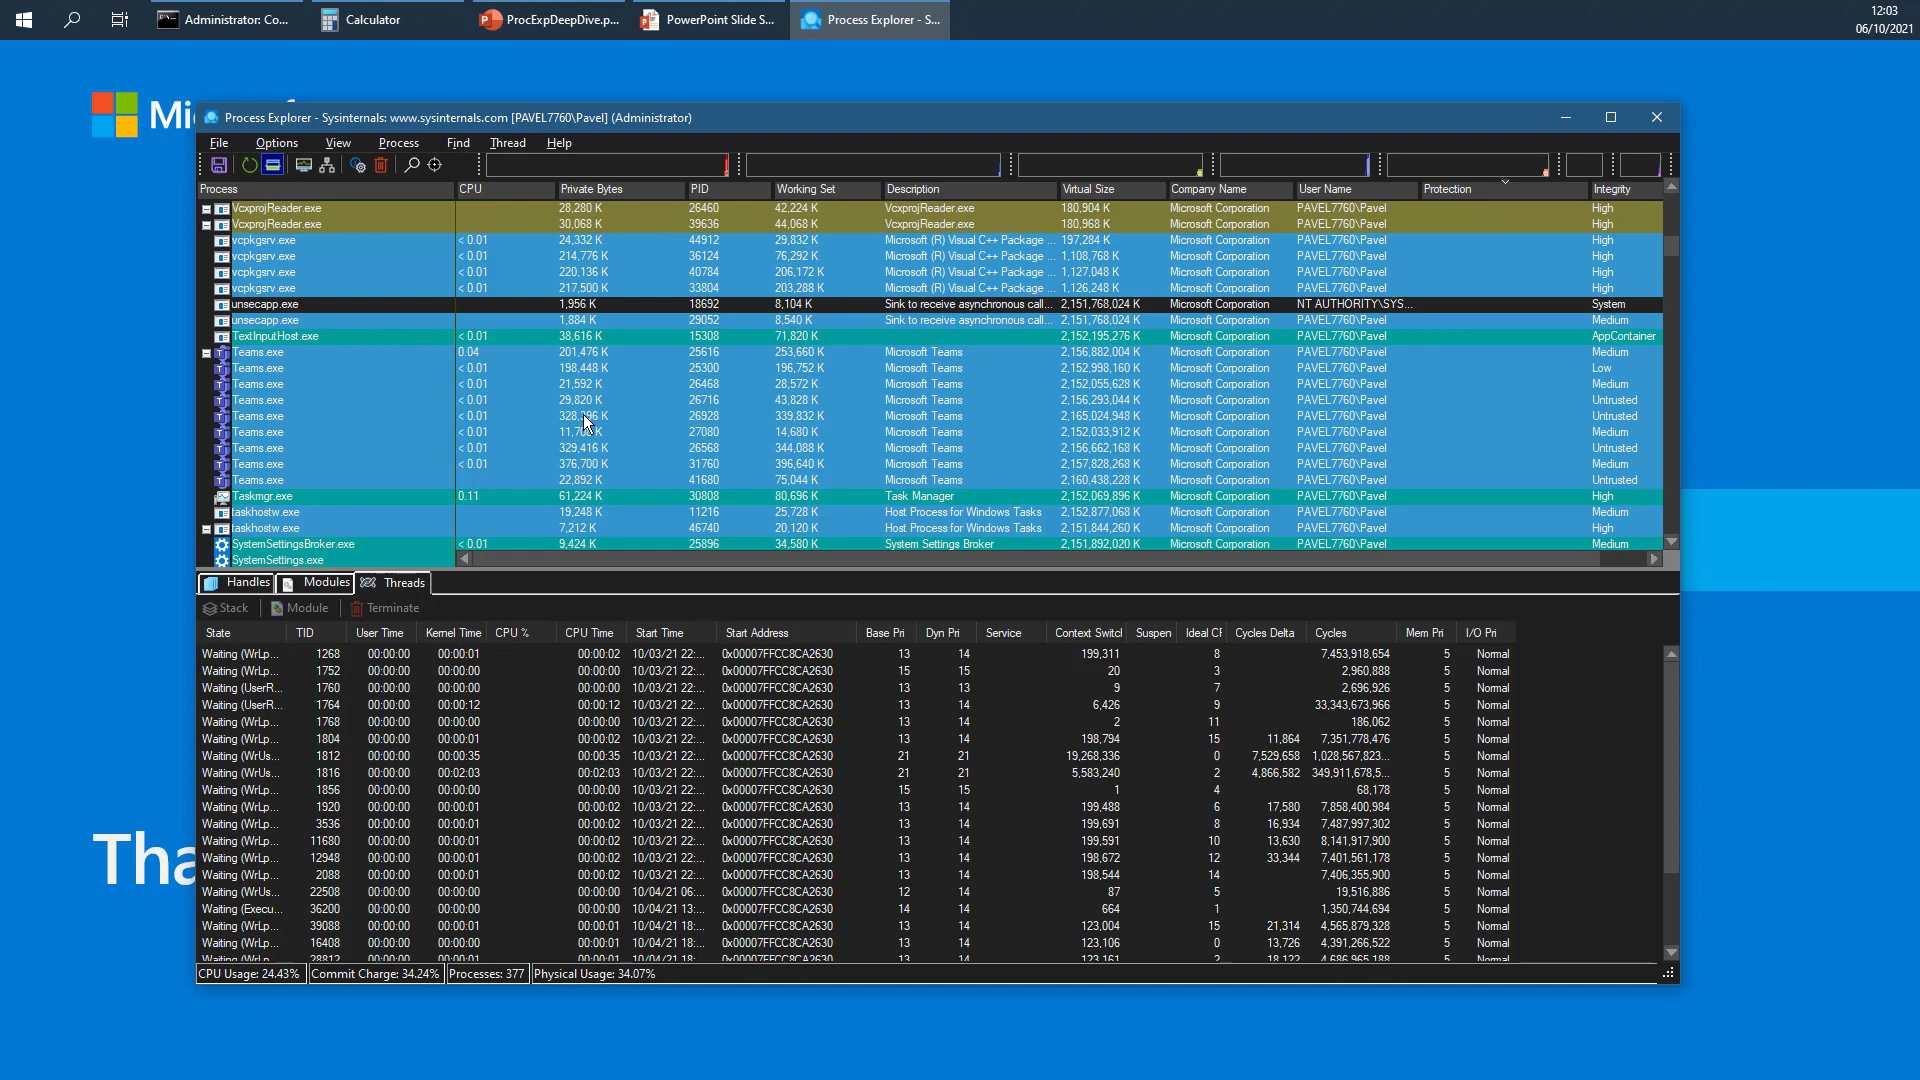 Administrator: Co...
Calculator
ProcExpDeepDive.p...
PowerPoint Slide S...
Process Explorer - S...
12:03
06/10/2021
Process Explorer - Sysinternals: www.sysinternals.com [PAVEL7760\Pavel] (Administrator)
File Options View Process Find Thread Help
Process CPU Private Bytes PID Working Set Description Virtual Size Company Name User Name Protection Integrity
VcxprojReader.exe 28,280 K 26460 42,224 K VcxprojReader.exe 180,904 K Microsoft Corporation PAVEL7760\Pavel High
VcxprojReader.exe 30,068 K 39636 44,068 K VcxprojReader.exe 180,968 K Microsoft Corporation PAVEL7760\Pavel High
vcpkgsrv.exe < 0.01 24,332 K 44912 29,832 K Microsoft (R) Visual C++ Package ... 197,284 K Microsoft Corporation PAVEL7760\Pavel High
vcpkgsrv.exe < 0.01 214,776 K 36124 76,292 K Microsoft (R) Visual C++ Package ... 1,108,768 K Microsoft Corporation PAVEL7760\Pavel High
vcpkgsrv.exe < 0.01 220,136 K 40784 206,172 K Microsoft (R) Visual C++ Package ... 1,127,048 K Microsoft Corporation PAVEL7760\Pavel High
vcpkgsrv.exe < 0.01 217,500 K 33804 203,288 K Microsoft (R) Visual C++ Package ... 1,126,248 K Microsoft Corporation PAVEL7760\Pavel High
unsecapp.exe 1,956 K 18692 8,104 K Sink to receive asynchronous call... 2,151,768,024 K Microsoft Corporation NT AUTHORITY\SYS... System
unsecapp.exe 1,884 K 29052 8,540 K Sink to receive asynchronous call... 2,151,768,024 K Microsoft Corporation PAVEL7760\Pavel Medium
TextInputHost.exe < 0.01 38,616 K 15308 71,820 K 2,152,195,276 K Microsoft Corporation PAVEL7760\Pavel AppContainer
Teams.exe 0.04 201,476 K 25616 253,660 K Microsoft Teams 2,156,882,004 K Microsoft Corporation PAVEL7760\Pavel Medium
Teams.exe < 0.01 198,448 K 25300 196,752 K Microsoft Teams 2,152,998,160 K Microsoft Corporation PAVEL7760\Pavel Low
Teams.exe < 0.01 21,592 K 26468 28,572 K Microsoft Teams 2,152,055,628 K Microsoft Corporation PAVEL7760\Pavel Medium
Teams.exe < 0.01 29,820 K 26716 43,828 K Microsoft Teams 2,156,293,044 K Microsoft Corporation PAVEL7760\Pavel Untrusted
Teams.exe < 0.01 K 26928 339,832 K Microsoft Teams 2,165,024,948 K Microsoft Corporation PAVEL7760\Pavel Untrusted
Teams.exe < 0.01 K 27080 14,680 K Microsoft Teams 2,152,033,912 K Microsoft Corporation PAVEL7760\Pavel Medium
Teams.exe < 0.01 329,416 K 26568 344,088 K Microsoft Teams 2,156,662,168 K Microsoft Corporation PAVEL7760\Pavel Untrusted
Teams.exe < 0.01 376,700 K 31760 396,640 K Microsoft Teams 2,157,828,268 K Microsoft Corporation PAVEL7760\Pavel Medium
Teams.exe 22,892 K 41680 75,044 K Microsoft Teams 2,160,438,228 K Microsoft Corporation PAVEL7760\Pavel Untrusted
Taskmgr.exe 0.11 61,224 K 30808 80,696 K Task Manager 2,152,069,896 K Microsoft Corporation PAVEL7760\Pavel High
taskhostw.exe 19,248 K 11216 25,728 K Host Process for Windows Tasks 2,152,877,068 K Microsoft Corporation PAVEL7760\Pavel Medium
taskhostw.exe 7,212 K 46740 20,120 K Host Process for Windows Tasks 2,151,844,260 K Microsoft Corporation PAVEL7760\Pavel High
SystemSettingsBroker.exe < 0.01 9,424 K 25896 34,580 K System Settings Broker 2,151,892,020 K Microsoft Corporation PAVEL7760\Pavel Medium
SystemSettings.exe
Handles Modules Threads
Stack Module Terminate
State TID User Time Kernel Time CPU % CPU Time Start Time Start Address Base Pri Dyn Pri Service Context Switcl Suspen Ideal CF Cycles Delta Cycles Mem Pri I/O Pri
Waiting (WrLp... 1268 00:00:00 00:00:01 00:00:02 10/03/21 22:... 0x00007FFCC8CA2630 13 14 199,311 8 7,453,918,654 5 Normal
Waiting (WrLp... 1752 00:00:00 00:00:00 00:00:00 10/03/21 22:... 0x00007FFCC8CA2630 15 15 20 3 2,960,888 5 Normal
Waiting (UserR... 1760 00:00:00 00:00:00 00:00:00 10/03/21 22:... 0x00007FFCC8CA2630 13 13 9 7 2,696,926 5 Normal
Waiting (UserR... 1764 00:00:00 00:00:12 00:00:12 10/03/21 22:... 0x00007FFCC8CA2630 13 14 6,426 9 33,343,673,966 5 Normal
Waiting (WrLp... 1768 00:00:00 00:00:00 00:00:00 10/03/21 22:... 0x00007FFCC8CA2630 13 14 2 11 186,062 5 Normal
Waiting (WrLp... 1804 00:00:00 00:00:01 00:00:02 10/03/21 22:... 0x00007FFCC8CA2630 13 14 198,794 15 11,864 7,351,778,476 5 Normal
Waiting (WrUs... 1812 00:00:00 00:00:35 00:00:35 10/03/21 22:... 0x00007FFCC8CA2630 21 21 19,268,336 0 7,529,658 1,028,567,823... 5 Normal
Waiting (WrUs... 1816 00:00:00 00:02:03 00:02:03 10/03/21 22:... 0x00007FFCC8CA2630 21 21 5,583,240 2 4,866,582 349,911,678,5... 5 Normal
Waiting (WrLp... 1856 00:00:00 00:00:00 00:00:00 10/03/21 22:... 0x00007FFCC8CA2630 15 15 1 4 68,178 5 Normal
Waiting (WrLp... 1920 00:00:00 00:00:01 00:00:02 10/03/21 22:... 0x00007FFCC8CA2630 13 14 199,488 6 17,580 7,858,400,984 5 Normal
Waiting (WrLp... 3536 00:00:00 00:00:01 00:00:02 10/03/21 22:... 0x00007FFCC8CA2630 13 14 199,691 8 16,934 7,487,997,302 5 Normal
Waiting (WrLp... 11680 00:00:00 00:00:01 00:00:02 10/03/21 22:... 0x00007FFCC8CA2630 13 14 199,591 10 13,630 8,141,917,900 5 Normal
Waiting (WrLp... 12948 00:00:00 00:00:01 00:00:02 10/03/21 22:... 0x00007FFCC8CA2630 13 14 198,672 12 33,344 7,401,561,178 5 Normal
Waiting (WrLp... 2088 00:00:00 00:00:01 00:00:02 10/03/21 22:... 0x00007FFCC8CA2630 13 14 198,544 14 7,406,355,900 5 Normal
Waiting (WrUs... 22508 00:00:00 00:00:00 00:00:00 10/04/21 06:... 0x00007FFCC8CA2630 12 14 87 5 19,516,886 5 Normal
Waiting (Execu... 36200 00:00:00 00:00:00 00:00:00 10/04/21 13:... 0x00007FFCC8CA2630 14 14 664 1 1,350,744,694 5 Normal
Waiting (WrLp... 39088 00:00:00 00:00:00 00:00:01 10/04/21 18:... 0x00007FFCC8CA2630 13 14 123,004 15 21,314 4,565,879,328 5 Normal
Waiting (WrLp... 16408 00:00:00 00:00:00 00:00:01 10/04/21 18:... 0x00007FFCC8CA2630 13 14 123,106 0 13,726 4,391,266,522 5 Normal
Waiting (WrLp... 28812 00:00:00 00:00:00 00:00:01 10/04/21 18:... 0x00007FFCC8CA2630 13 14 123,161 2 18,122 4,686,965,188 5 Normal
CPU Usage: 24.43% Commit Charge: 34.24% Processes: 377 Physical Usage: 34.07%
Tha